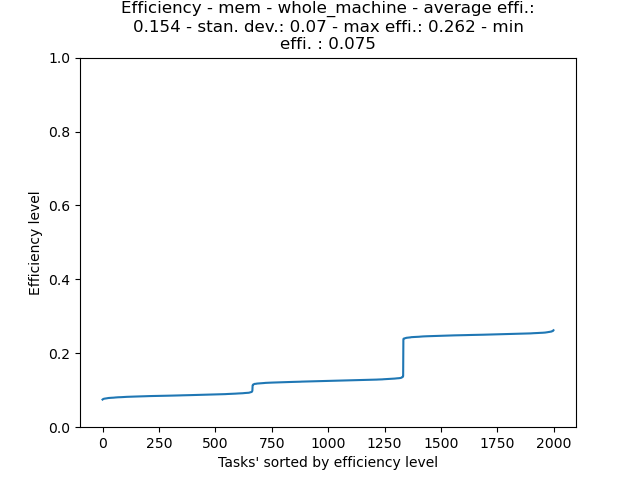 Efficiency - mem - whole_machine - average effi.:
0.154 - stan. dev.: 0.07 - max effi.: 0.262 - min
effi. : 0.075
1.0
0.8
0.6
0.4
0.2
0.0
Efficiency level
0 250 500 750 1000 1250 1500 1750 2000
Tasks' sorted by efficiency level